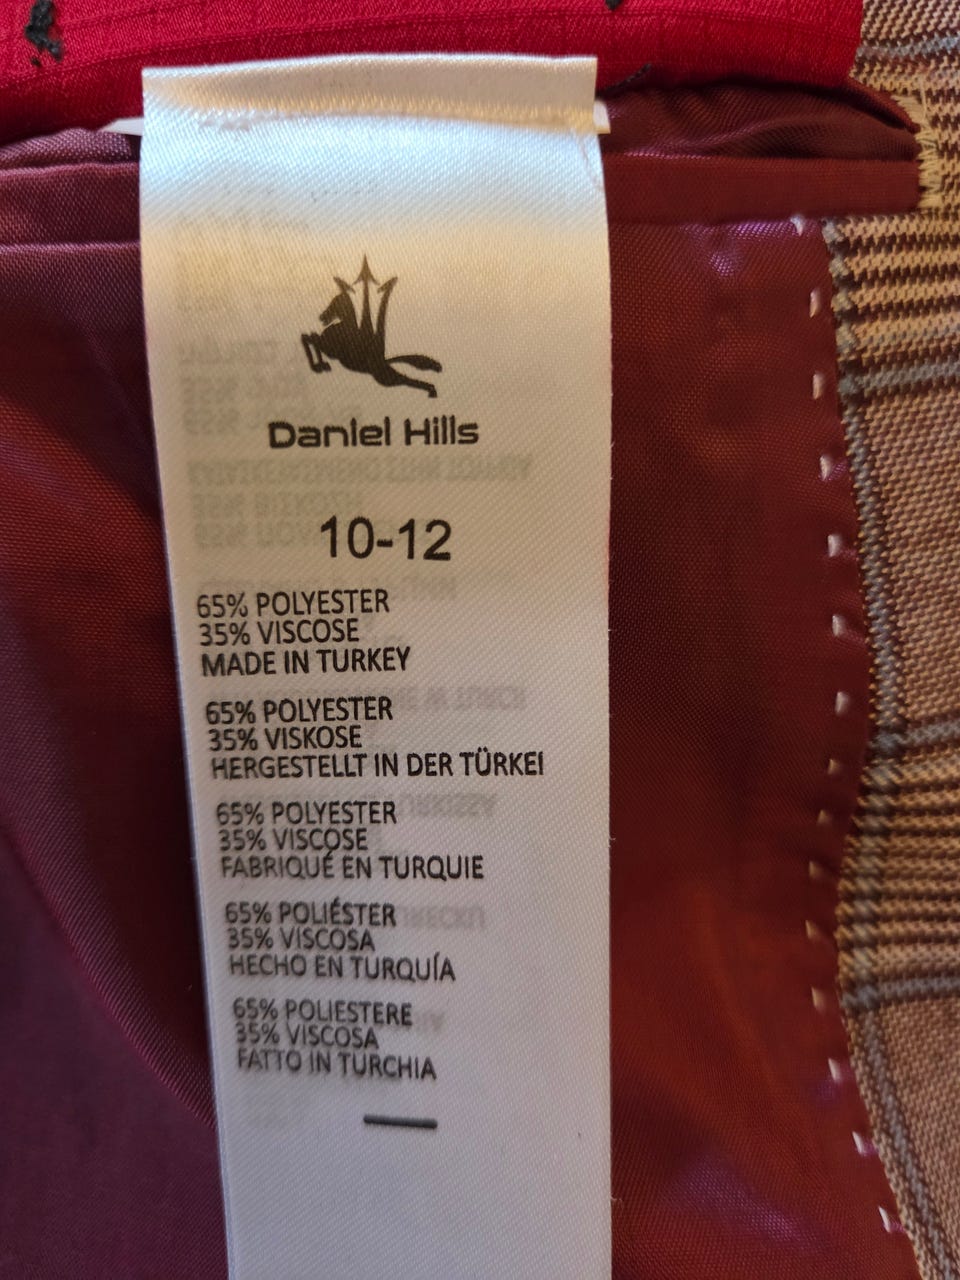 Daniel Hills
10-12
65% POLYESTER
35% VISCOSE
MADE IN TURKEY
65% POLYESTER
35% VISKOSE
HERGESTELLT IN DER TÜRKEI
65% POLYESTER
35% VISCOSE
FABRIQUÉ EN TURQUIE
65% POLIÉSTER
35% VISCOSA
HECHO EN TURQUÍA
65% POLIESTERE
35% VISCOSA
FATTO IN TURCHIA